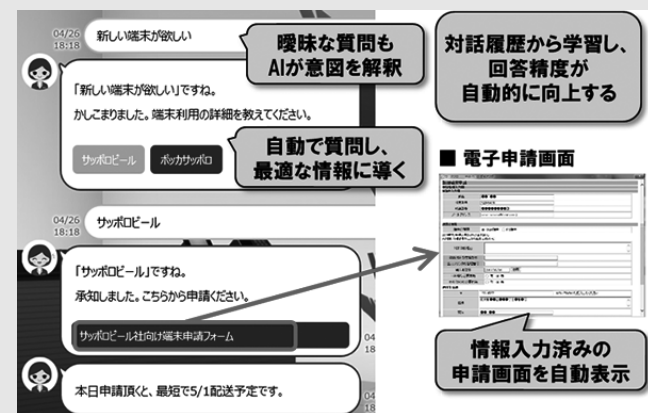 04/26
18:18
新しい端末が欲しい
曖昧な質問も
AIが意図を解釈
「新しい端末が欲しい」ですね。
かしこまりました。端末利用の詳細を教えてください。
サッポロビール
ポッカサッポロ
自動で質問し、
最適な情報に導く
04/26
18:18
サッポロビール
「サッポロビール」ですね。
承知しました。こちらから申請ください。
サッポロビール社向け端末申請フォーム
04
18
本日申請頂くと、最短で5/1配送予定です。
04
18
対話履歴から学習し、
回答精度が
自動的に向上する
■ 電子申請画面
情報入力済みの
申請画面を自動表示